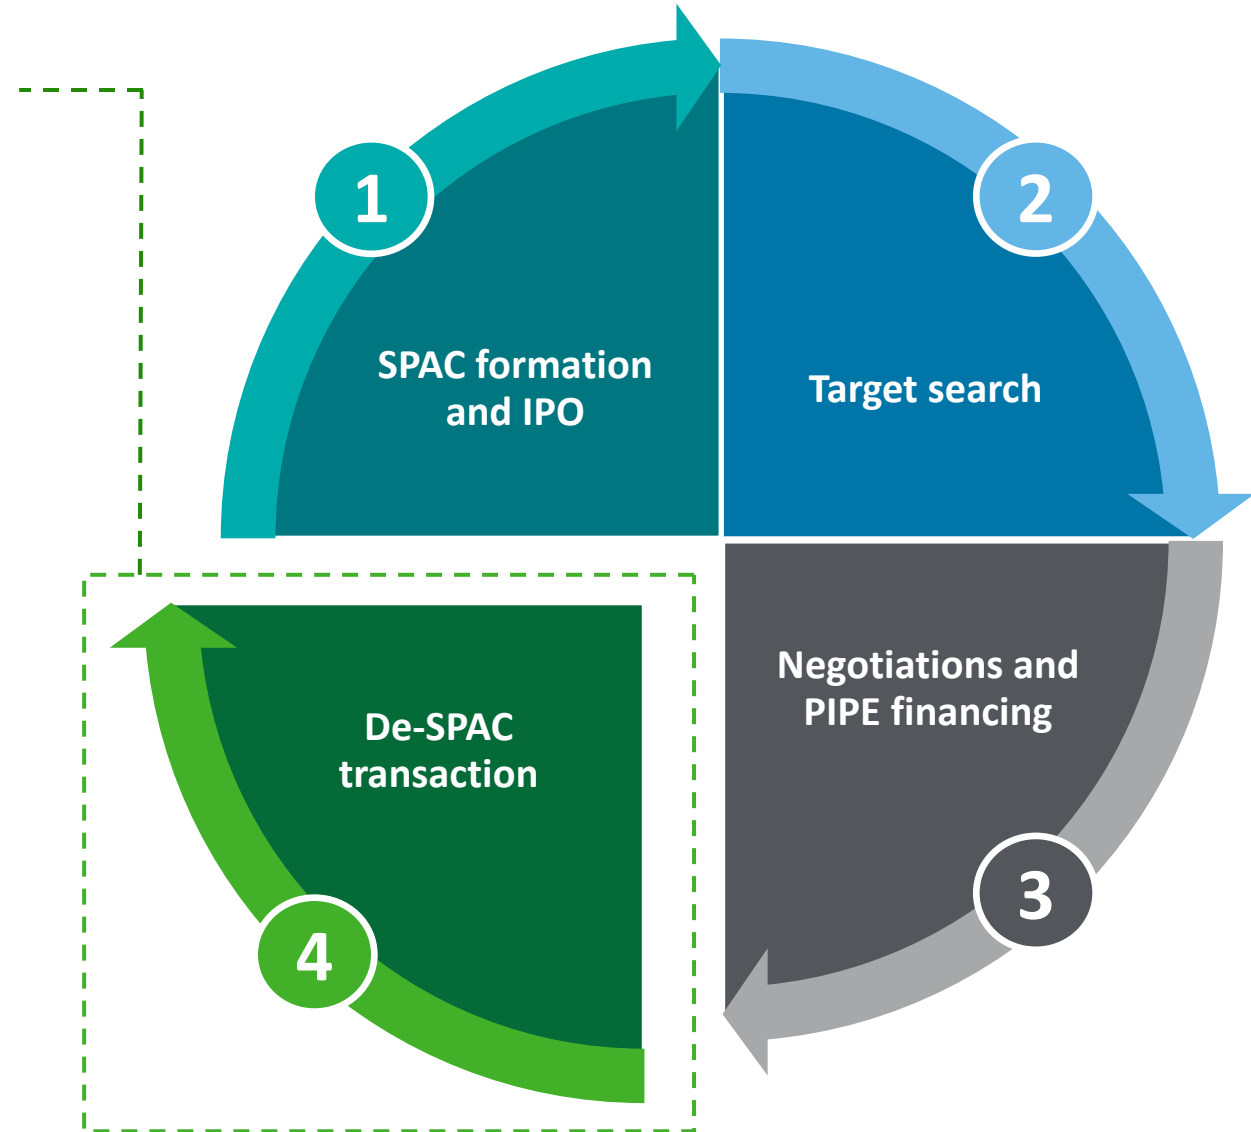 1
SPAC formation
and IPO
2
Target search
3
Negotiations and
PIPE financing
4
De-SPAC
transaction